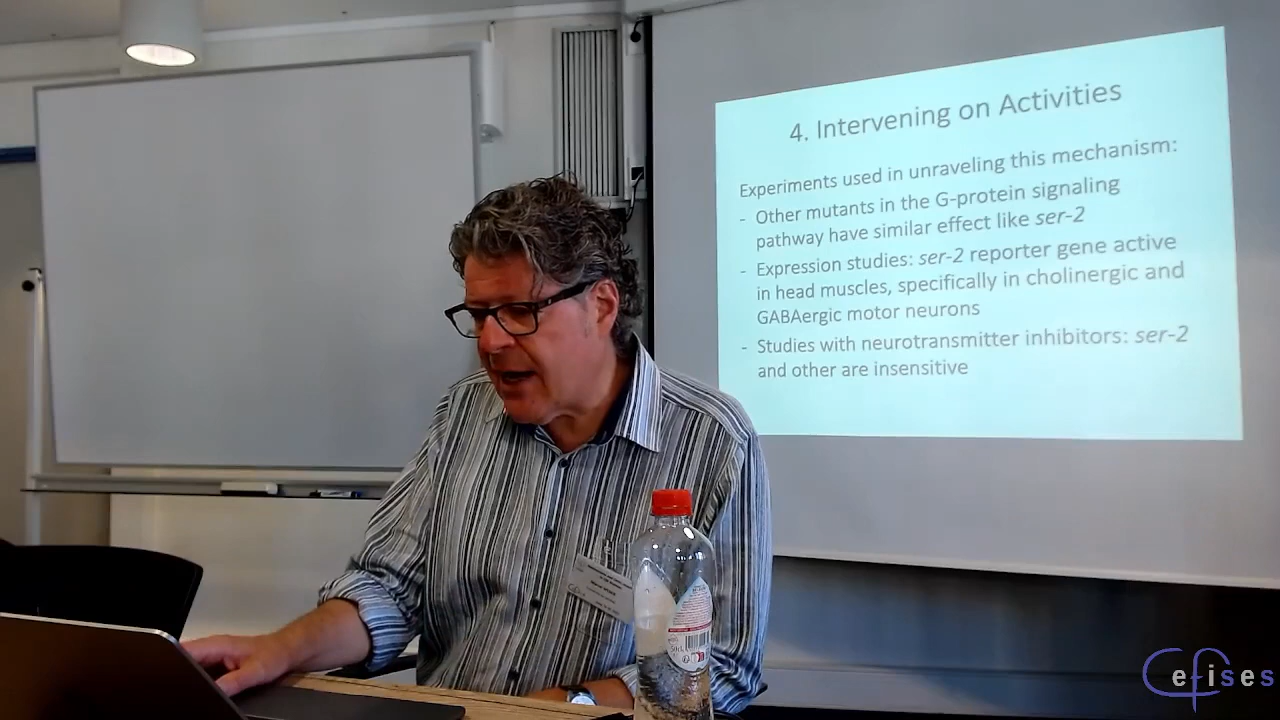 4. Intervening on Activities
Experiments used in unraveling this mechanism:
- Other mutants in the G-protein signaling
pathway have similar effect like ser-2
- Expression studies: ser-2 reporter gene active
in head muscles, specifically in cholinergic and
GABAergic motor neurons
- Studies with neurotransmitter inhibitors: ser-2
and other are insensitive
Cefises